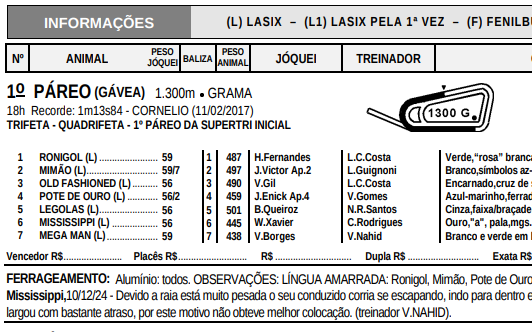 INFORMAÇÕES (L) LASIX – (L1) LASIX PELA 1ª VEZ – (F) FENILBU
Nº ANIMAL PESO JÓQUEI BALIZA PESO ANIMAL JÓQUEI TREINADOR
1º PÁREO (GÁVEA) 1.300m • GRAMA
18h Recorde: 1m13s84 - CORNELIO (11/02/2017)
TRIFETA - QUADRIFETA - 1º PÁREO DA SUPERTRI INICIAL
1300 G
1 RONIGOL (L) ........................ 59 1 487 H.Fernandes L.C.Costa Verde,“rosa” branca
2 MIMÃO (L)............................ 59/7 2 497 J.Victor Ap.2 L.Guignoni Branco,símbolos az-
3 OLD FASHIONED (L) .......... 56 3 490 V.Gil L.C.Costa Encarnado,cruz de s
4 POTE DE OURO (L) ............ 56/2 4 459 J.Enick Ap.4 V.Gomes Azul-marinho,ferrad
5 LEGOLAS (L)........................ 56 5 501 B.Queiroz N.R.Santos Cinza,faixa/braçade
6 MISSISSIPPI (L) .................. 56 6 445 W.Xavier C.Rodrigues Ouro,"a", pala,mgs.
7 MEGA MAN (L) .................... 59 7 438 V.Borges V.Nahid Branco e verde em l
Vencedor R$........................ Placês R$............................ R$ ............................ Dupla R$ ............................ Exata R$
FERRAGEAMENTO: Alumínio: todos. OBSERVAÇÕES: LÍNGUA AMARRADA: Ronigol, Mimão, Pote de Ouro
Mississippi,10/12/24 - Devido a raia está muito pesada o seu conduzido corria se escapando, indo para dentro e
largou com bastante atraso, por este motivo não obteve melhor colocação. (treinador V.NAHID).